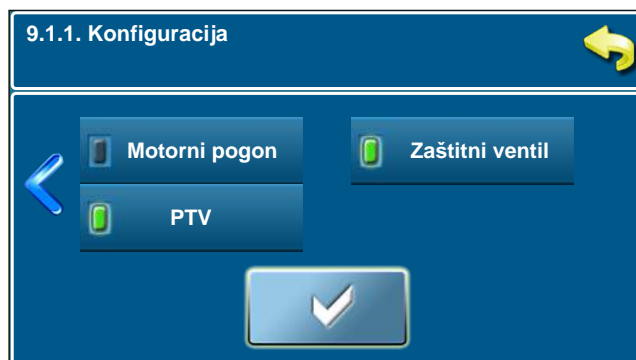 9.1.1. Konfiguracija
Motorni pogon
Zaštitni ventil
PTV